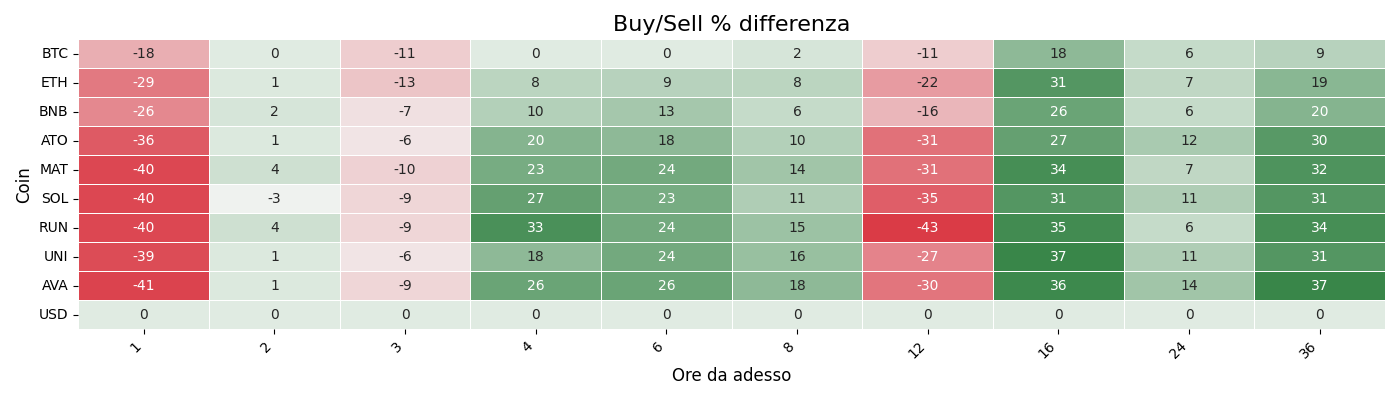 Buy/Sell % differenza
Coin
BTC -18 0 -11 0 0 2 -11 18 6 9
ETH -29 1 -13 8 9 8 -22 31 7 19
BNB -26 2 -7 10 13 6 -16 26 6 20
ATO -36 1 -6 20 18 10 -31 27 12 30
MAT -40 4 -10 23 24 14 -31 34 7 32
SOL -40 -3 -9 27 23 11 -35 31 11 31
RUN -40 4 -9 33 24 15 -43 35 6 34
UNI -39 1 -6 18 24 16 -27 37 11 31
AVA -41 1 -9 26 26 18 -30 36 14 37
USD 0 0 0 0 0 0 0 0 0 0
1 2 3 4 6 8 12 16 24 36
Ore da adesso